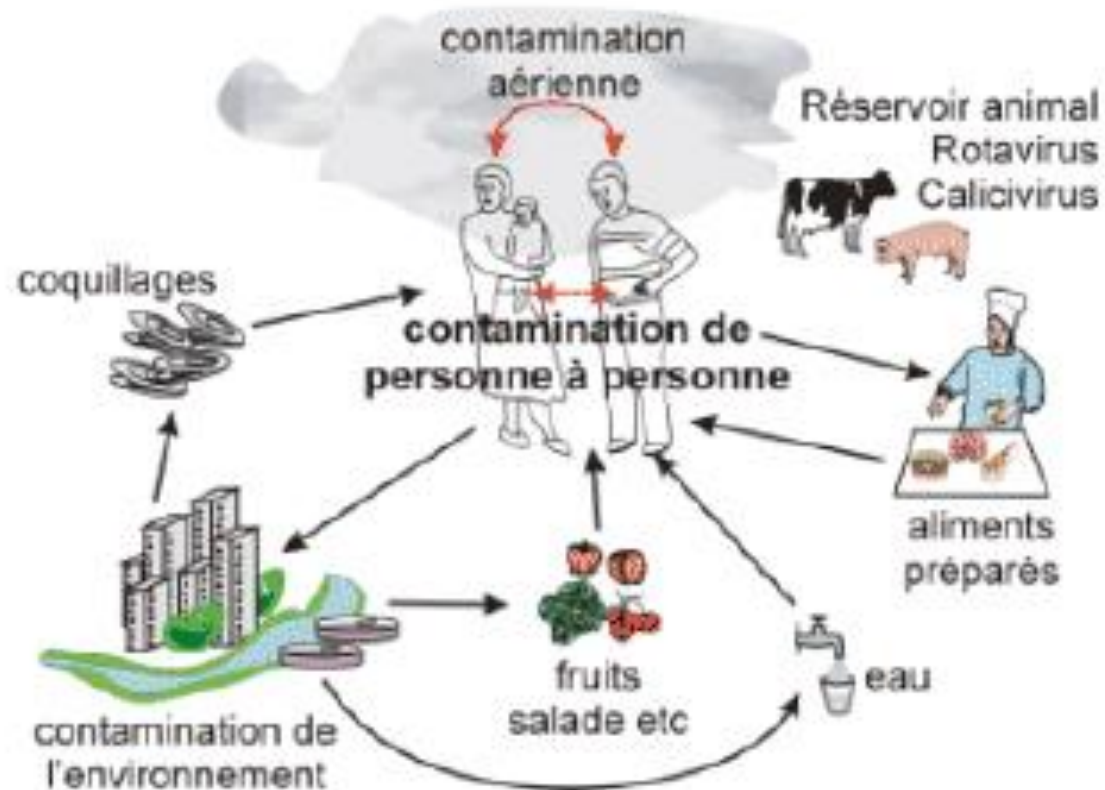 contamination
aérienne
Réservoir animal
Rotavirus
Calicivirus
coquillages
contamination de
personne à personne
aliments
préparés
fruits
salade etc
eau
contamination de
l'environnement